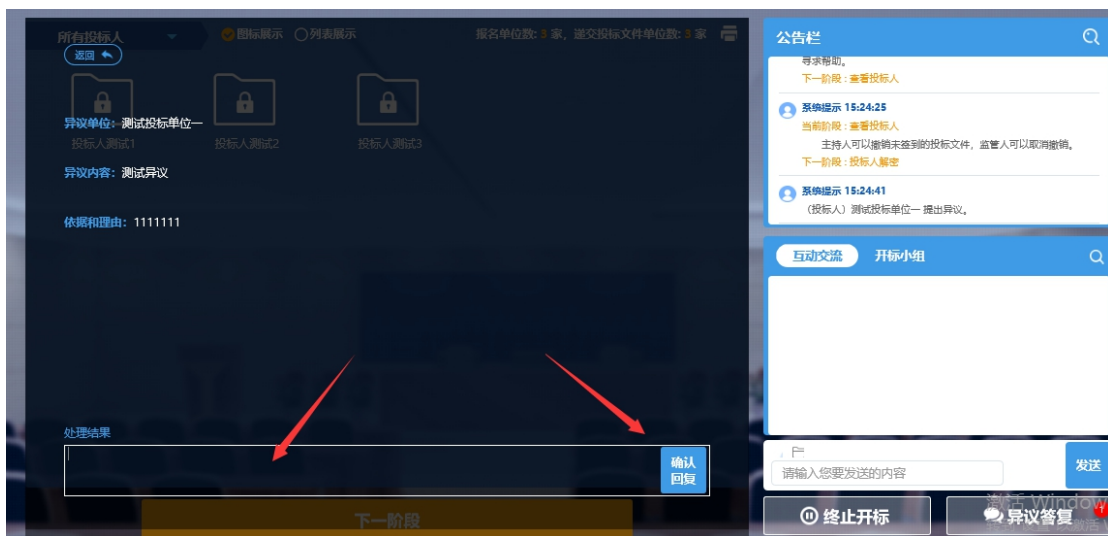 所有投标人
图标展示 列表展示
报名单位数: 3 家, 递交投标文件单位数: 3 家
返回
投标人测试1
投标人测试2
投标人测试3
异议单位: 测试投标单位一
异议内容: 测试异议
依据和理由: 1111111
处理结果
确认
回复
下一阶段
公告栏
寻求帮助。
下一阶段 : 查看投标人
系统提示 15:24:25
当前阶段 : 查看投标人
主持人可以撤销未签到的投标文件, 监管人可以取消撤销。
下一阶段 : 投标人解密
系统提示 15:24:41
(投标人) 测试投标单位一 提出异议。
互动交流 开标小组
请输入您要发送的内容
发送
终止开标
异议答复
1
激活 Window